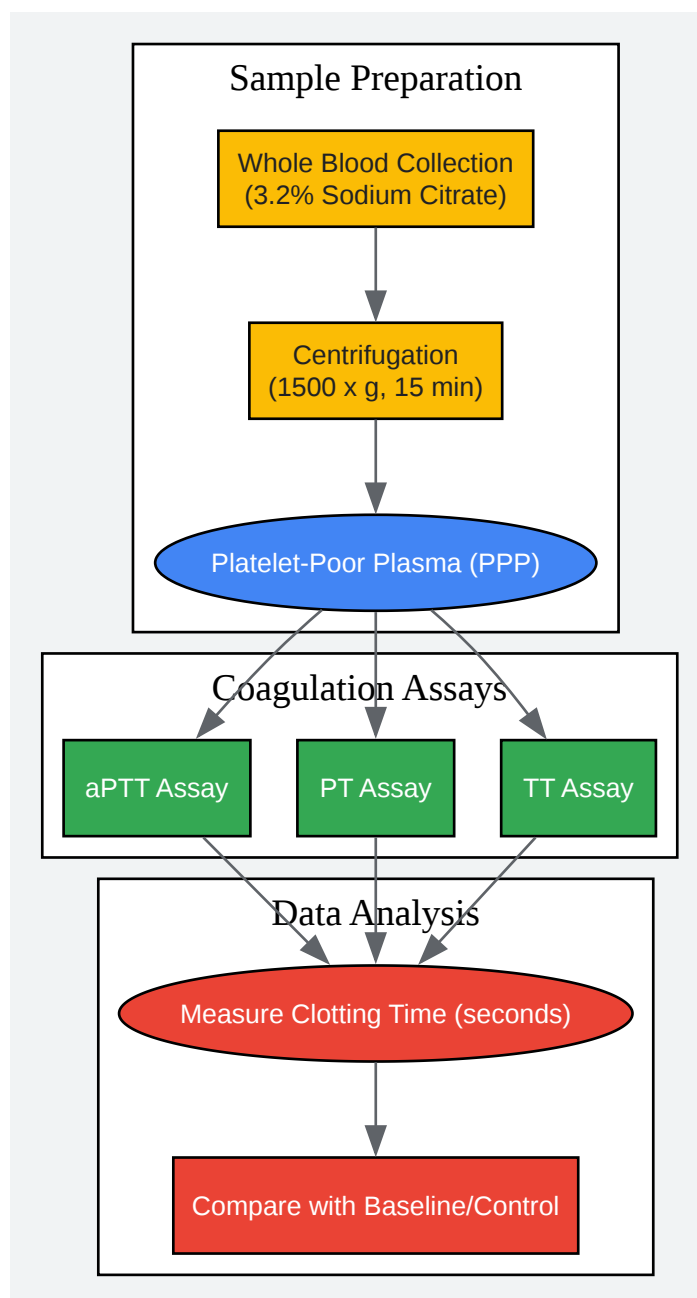 Sample Preparation
Whole Blood Collection
(3.2% Sodium Citrate)
Centrifugation
(1500 x g, 15 min)
Platelet-Poor Plasma (PPP)
Coagulation Assays
aPTT Assay
PT Assay
TT Assay
Data Analysis
Measure Clotting Time (seconds)
Compare with Baseline/Control